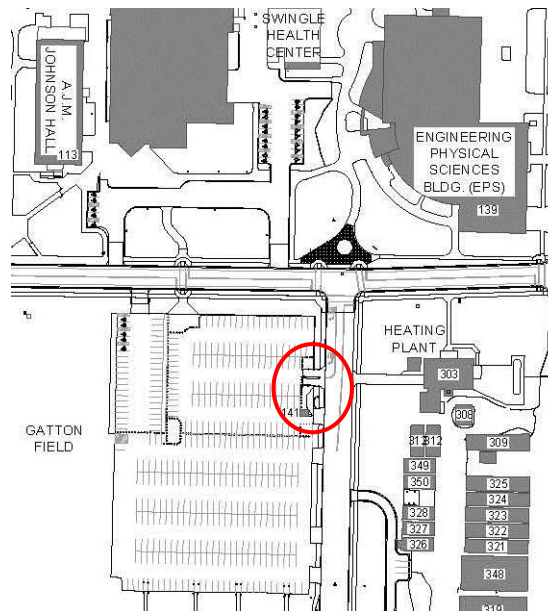 SWINGLE
HEALTH
CENTER
A.J.M.
JOHNSON HALL
113
ENGINEERING
PHYSICAL
SCIENCES
BLDG. (EPS)
139
HEATING
PLANT
303
141
308
GATTON
FIELD
312
309
349
350
325
324
328
323
327
322
326
321
348
319